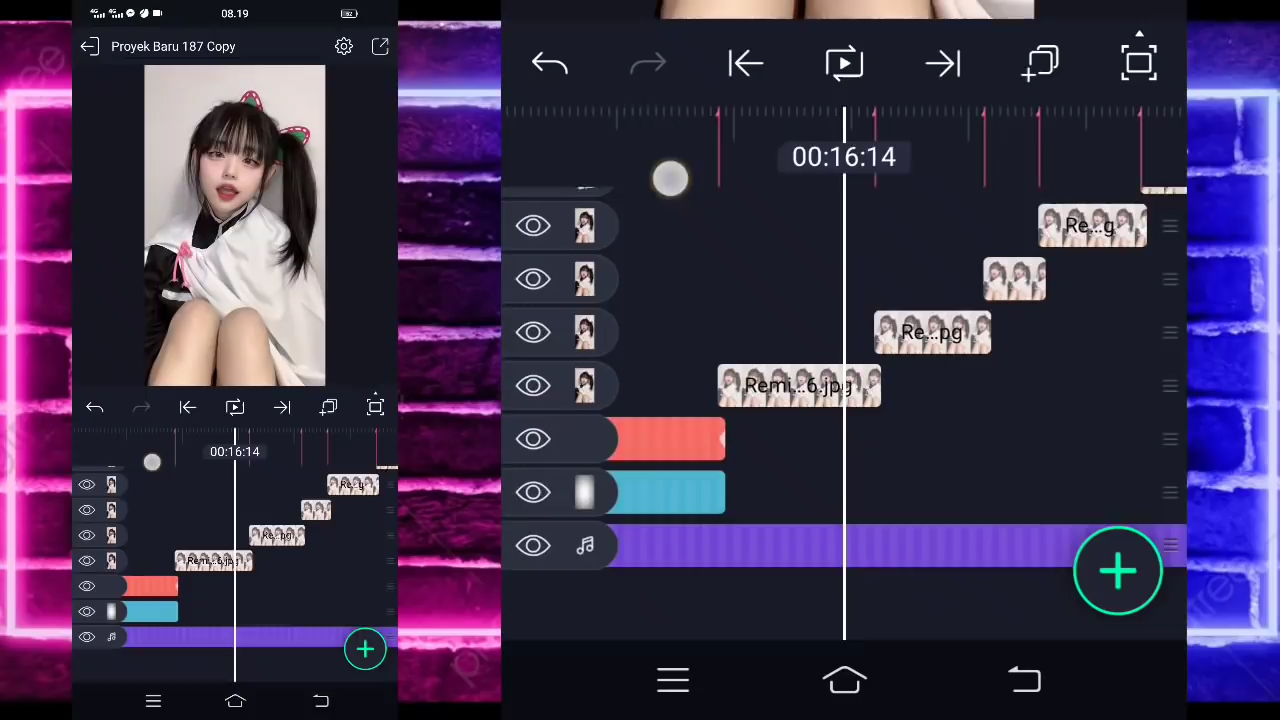 08.19
Proyek Baru 187 Copy
00:16:14
Re...g
Re...pg
Remi...6.jpg
00:16:14
Re...g
Re...pg
Remi...6.jpg